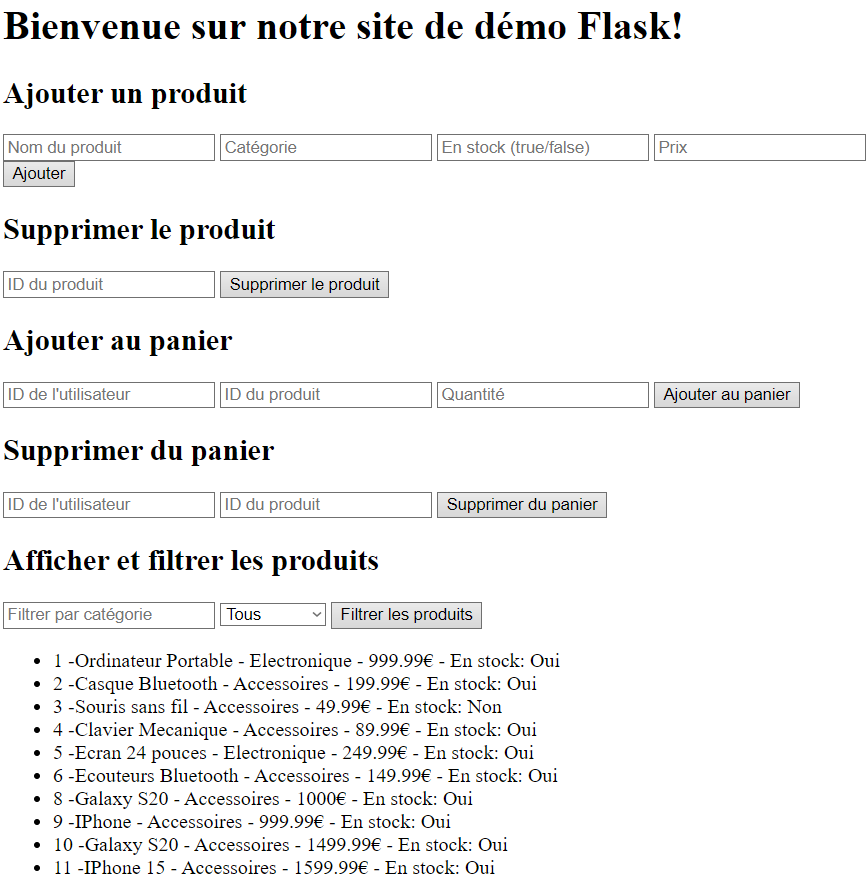 Bienvenue sur notre site de démo Flask!
Ajouter un produit
Nom du produit Catégorie En stock (true/false) Prix
Ajouter
Supprimer le produit
ID du produit Supprimer le produit
Ajouter au panier
ID de l'utilisateur ID du produit Quantité Ajouter au panier
Supprimer du panier
ID de l'utilisateur ID du produit Supprimer du panier
Afficher et filtrer les produits
Filtrer par catégorie Tous Filtrer les produits
• 1 -Ordinateur Portable - Electronique - 999.99€ - En stock: Oui
• 2 -Casque Bluetooth - Accessoires - 199.99€ - En stock: Oui
• 3 -Souris sans fil - Accessoires - 49.99€ - En stock: Non
• 4 -Clavier Mecanique - Accessoires - 89.99€ - En stock: Oui
• 5 -Ecran 24 pouces - Electronique - 249.99€ - En stock: Oui
• 6 -Ecouteurs Bluetooth - Accessoires - 149.99€ - En stock: Oui
• 8 -Galaxy S20 - Accessoires - 1000€ - En stock: Oui
• 9 -IPhone - Accessoires - 999.99€ - En stock: Oui
• 10 -Galaxy S20 - Accessoires - 1499.99€ - En stock: Oui
• 11 -IPhone 15 - Accessoires - 1599.99€ - En stock: Oui